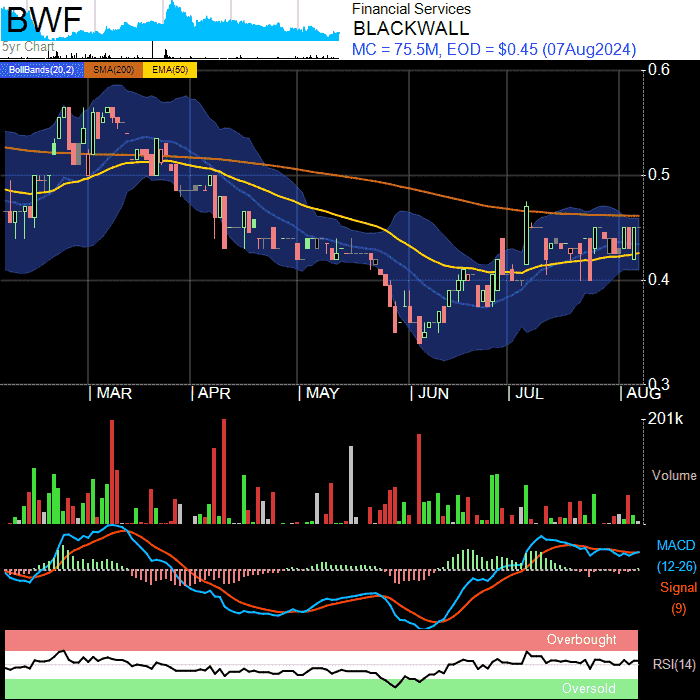 BWF
5yr Chart
Financial Services
BLACKWALL
MC = 75.5M, EOD = $0.45 (07Aug2024)
BollBands(20,2) SMA(200) EMA(50)
0.6
0.5
0.4
0.3
MAR APR MAY JUN JUL AUG
201k
Volume
MACD
(12-26)
Signal
(9)
Overbought
RSI(14)
Oversold